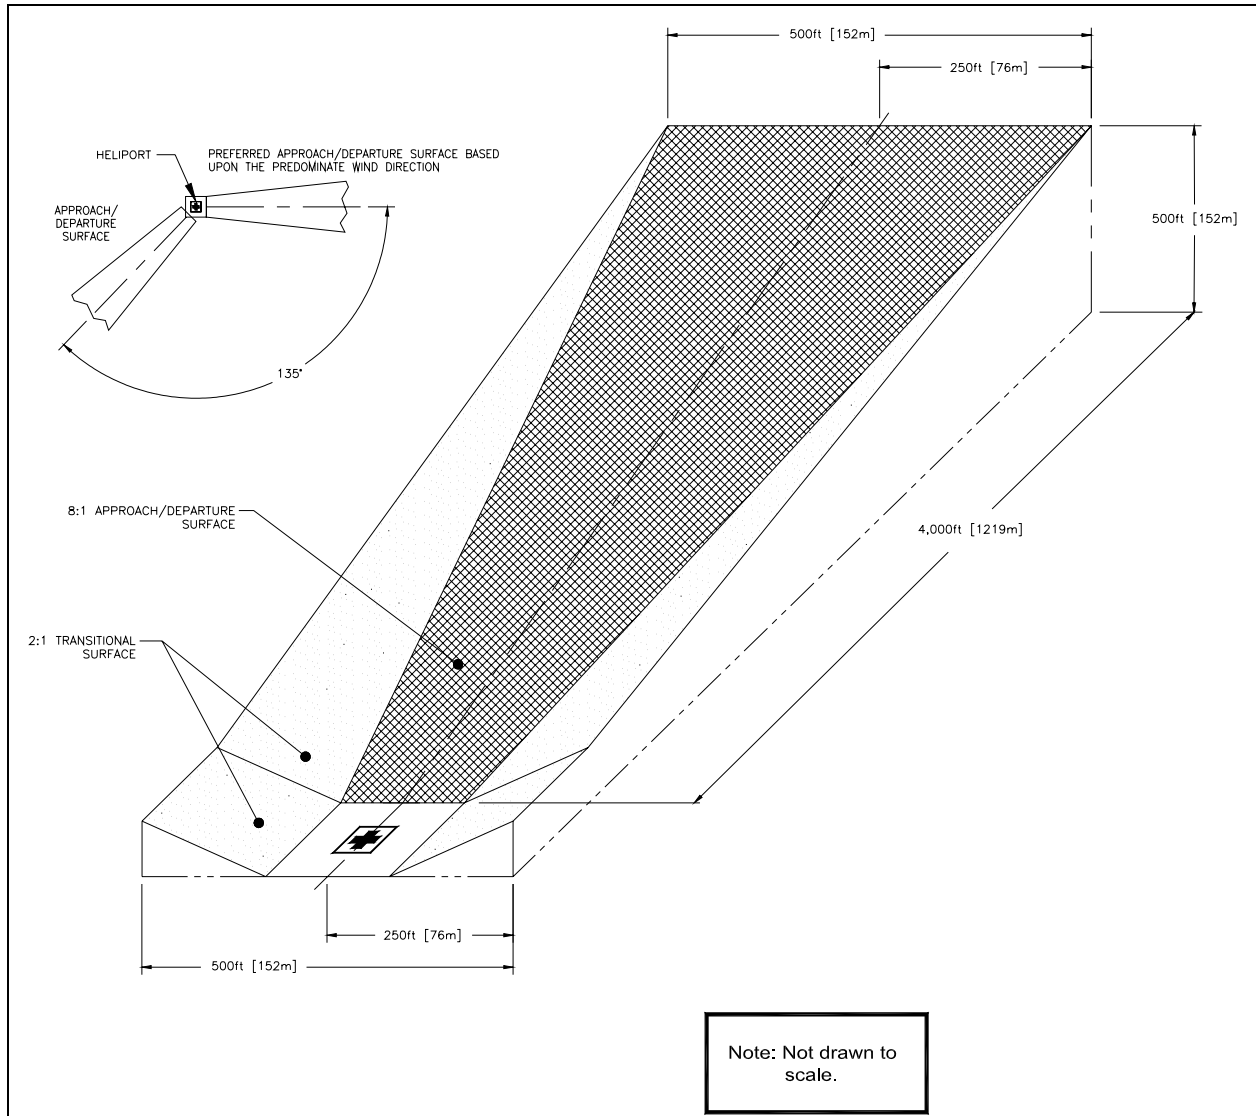 500ft [152m]
250ft [76m]
HELIPORT
PREFERRED APPROACH/DEPARTURE SURFACE BASED
UPON THE PREDOMINATE WIND DIRECTION
APPROACH/
DEPARTURE
SURFACE
500ft [152m]
135°
8:1 APPROACH/DEPARTURE
SURFACE
4,000ft [1219m]
2:1 TRANSITIONAL
SURFACE
250ft [76m]
500ft [152m]
Note: Not drawn to
scale.